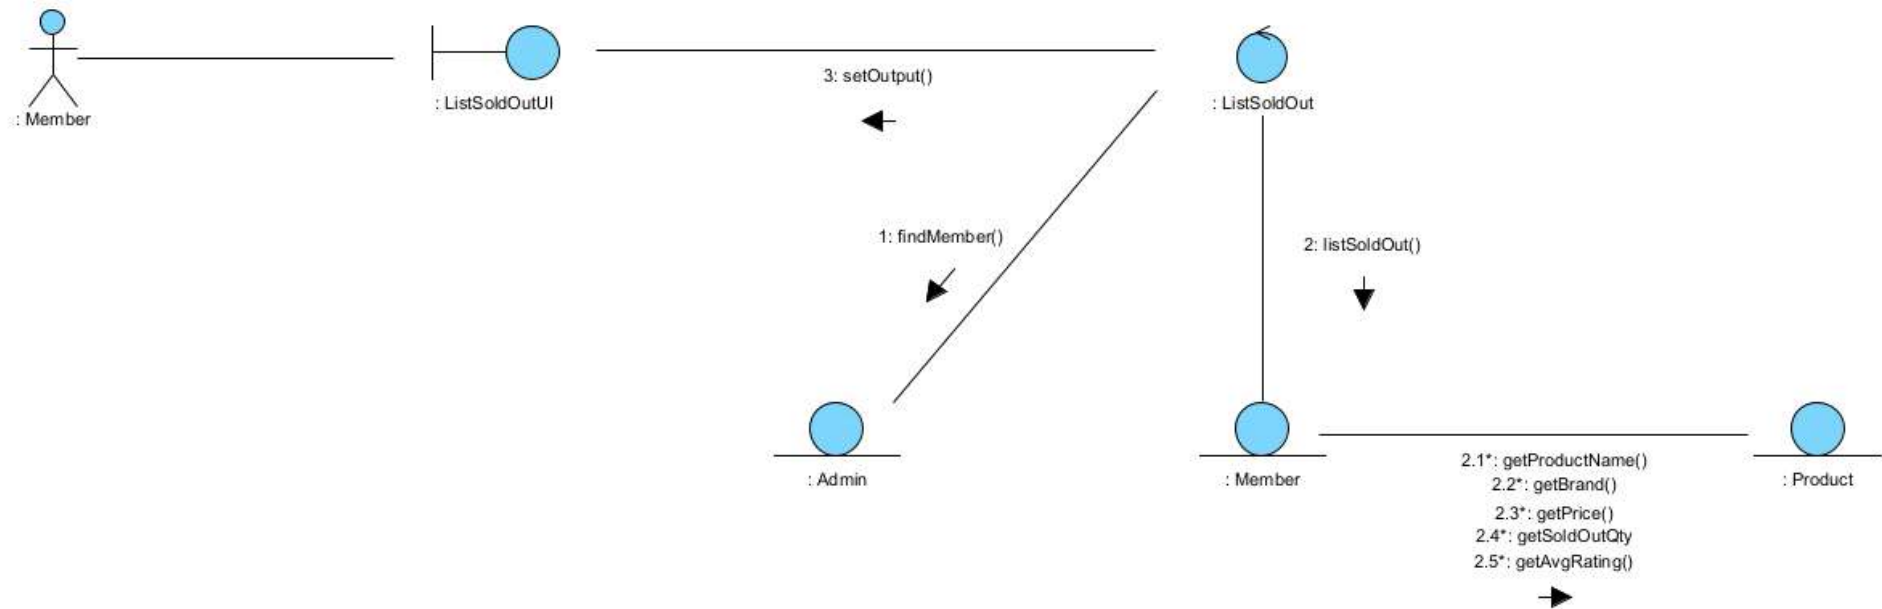 : Member
: ListSoldOutUI
3: setOutput()
: ListSoldOut
1: findMember()
2: listSoldOut()
: Admin
: Member
2.1*: getProductName()
2.2*: getBrand()
2.3*: getPrice()
2.4*: getSoldOutQty
2.5*: getAvgRating()
: Product